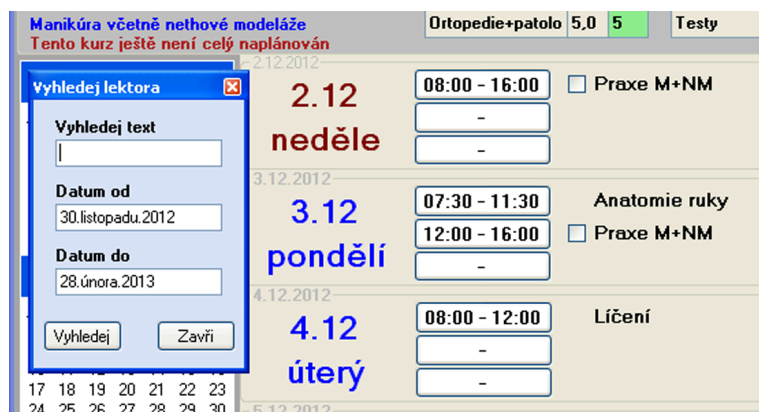 Manikúra včetně nethové modeláže
Tento kurz ještě není celý naplánován
Ortopedie+patolo 5,0 5 Testy
Vyhledej lektora
Vyhledej text
Datum od
30.listopadu.2012
Datum do
28.února.2013
Vyhledej Zavři
17 18 19 20 21 22 23
24 25 26 27 28 29 30
2.12.2012
2.12
neděle
08:00 - 16:00 Praxe M+NM
-
-
3.12.2012
3.12
pondělí
07:30 - 11:30 Anatomie ruky
12:00 - 16:00 Praxe M+NM
-
4.12.2012
4.12
úterý
08:00 - 12:00 Líčení
-
-
5.12.2012